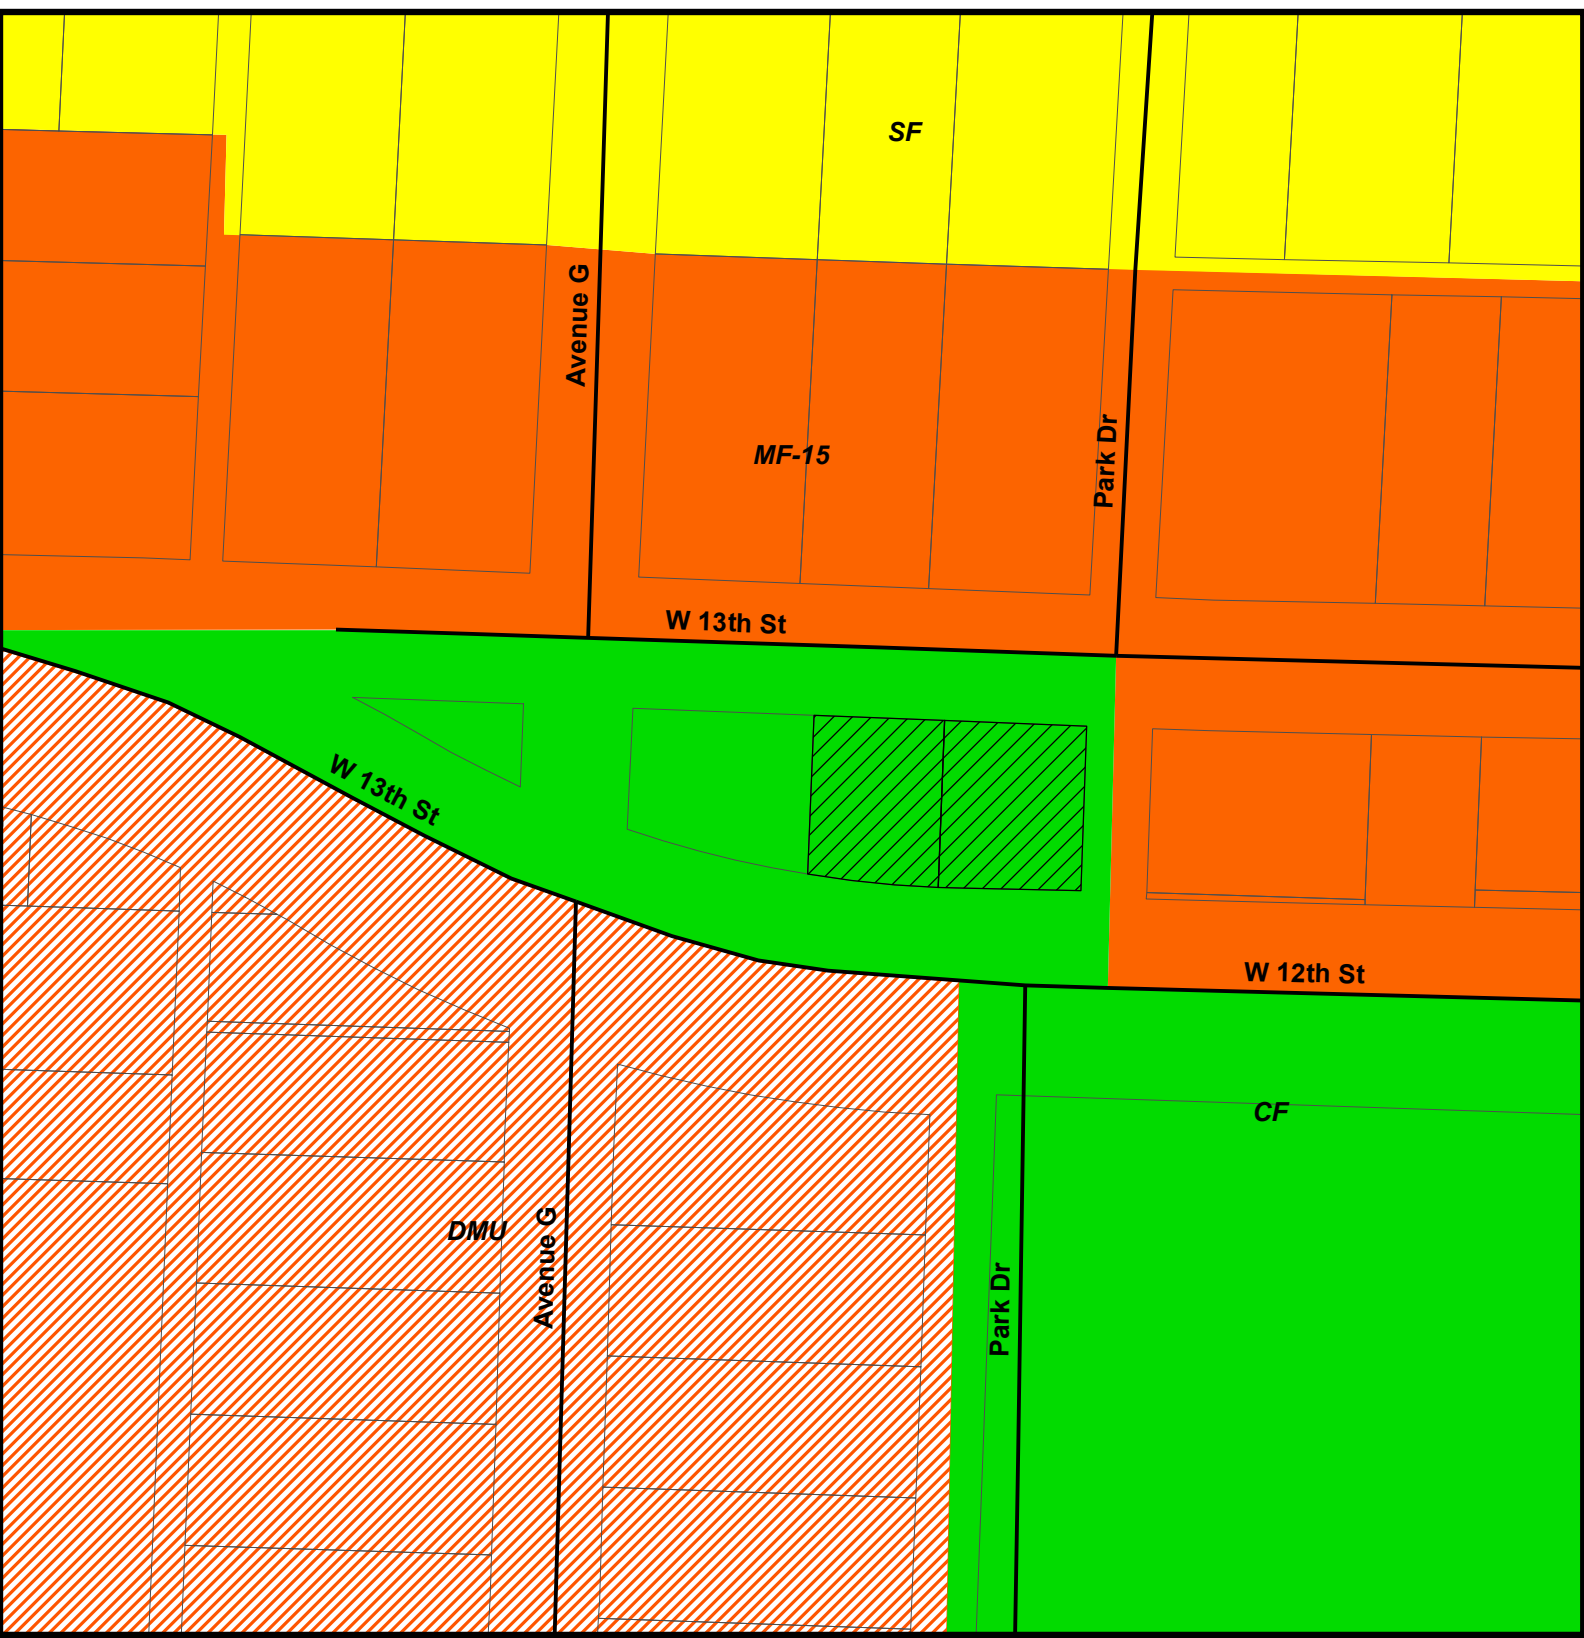 SF
Avenue G
Park Dr
MF-15
W 13th St
W 13th St
W 12th St
CF
DMU
Avenue G
Park Dr